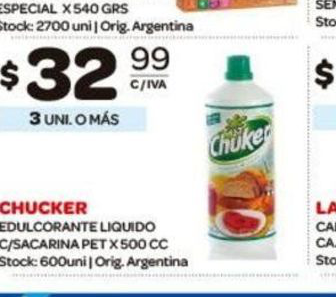 ESPECIAL X 540 GRS
Stock: 2700 uni | Orig. Argentina
$32.99
C/IVA
3 UNI. O MÁS
Chuker
CHUCKER
EDULCORANTE LIQUIDO
C/SACARINA PET X 500 CC
Stock: 600uni | Orig. Argentina
SE
Sto
$
LA
CA
CA
Sto